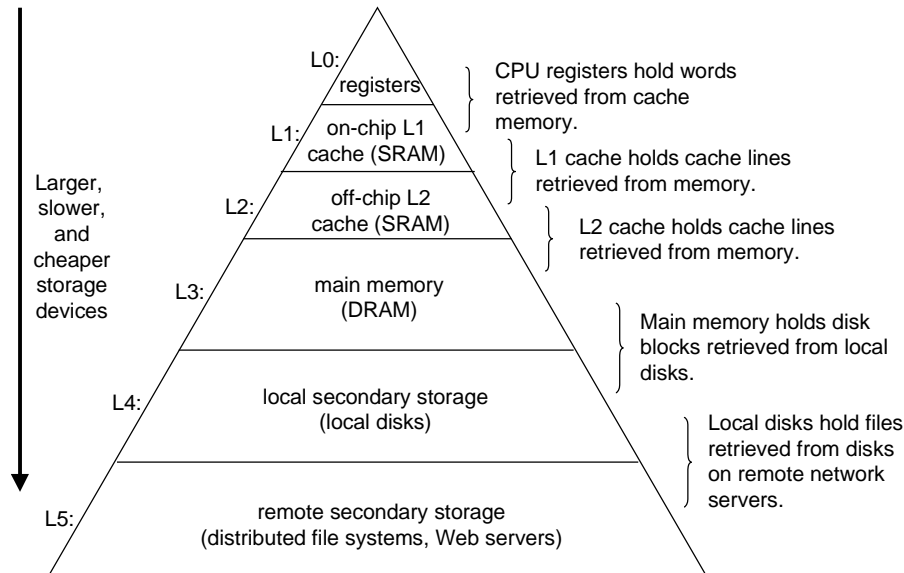 L0:
registers
CPU registers hold words
retrieved from cache
memory.
L1:
on-chip L1
cache (SRAM)
L1 cache holds cache lines
retrieved from memory.
Larger,
slower,
and
cheaper
storage
devices
L2:
off-chip L2
cache (SRAM)
L2 cache holds cache lines
retrieved from memory.
L3:
main memory
(DRAM)
Main memory holds disk
blocks retrieved from local
disks.
L4:
local secondary storage
(local disks)
Local disks hold files
retrieved from disks
on remote network
servers.
L5:
remote secondary storage
(distributed file systems, Web servers)